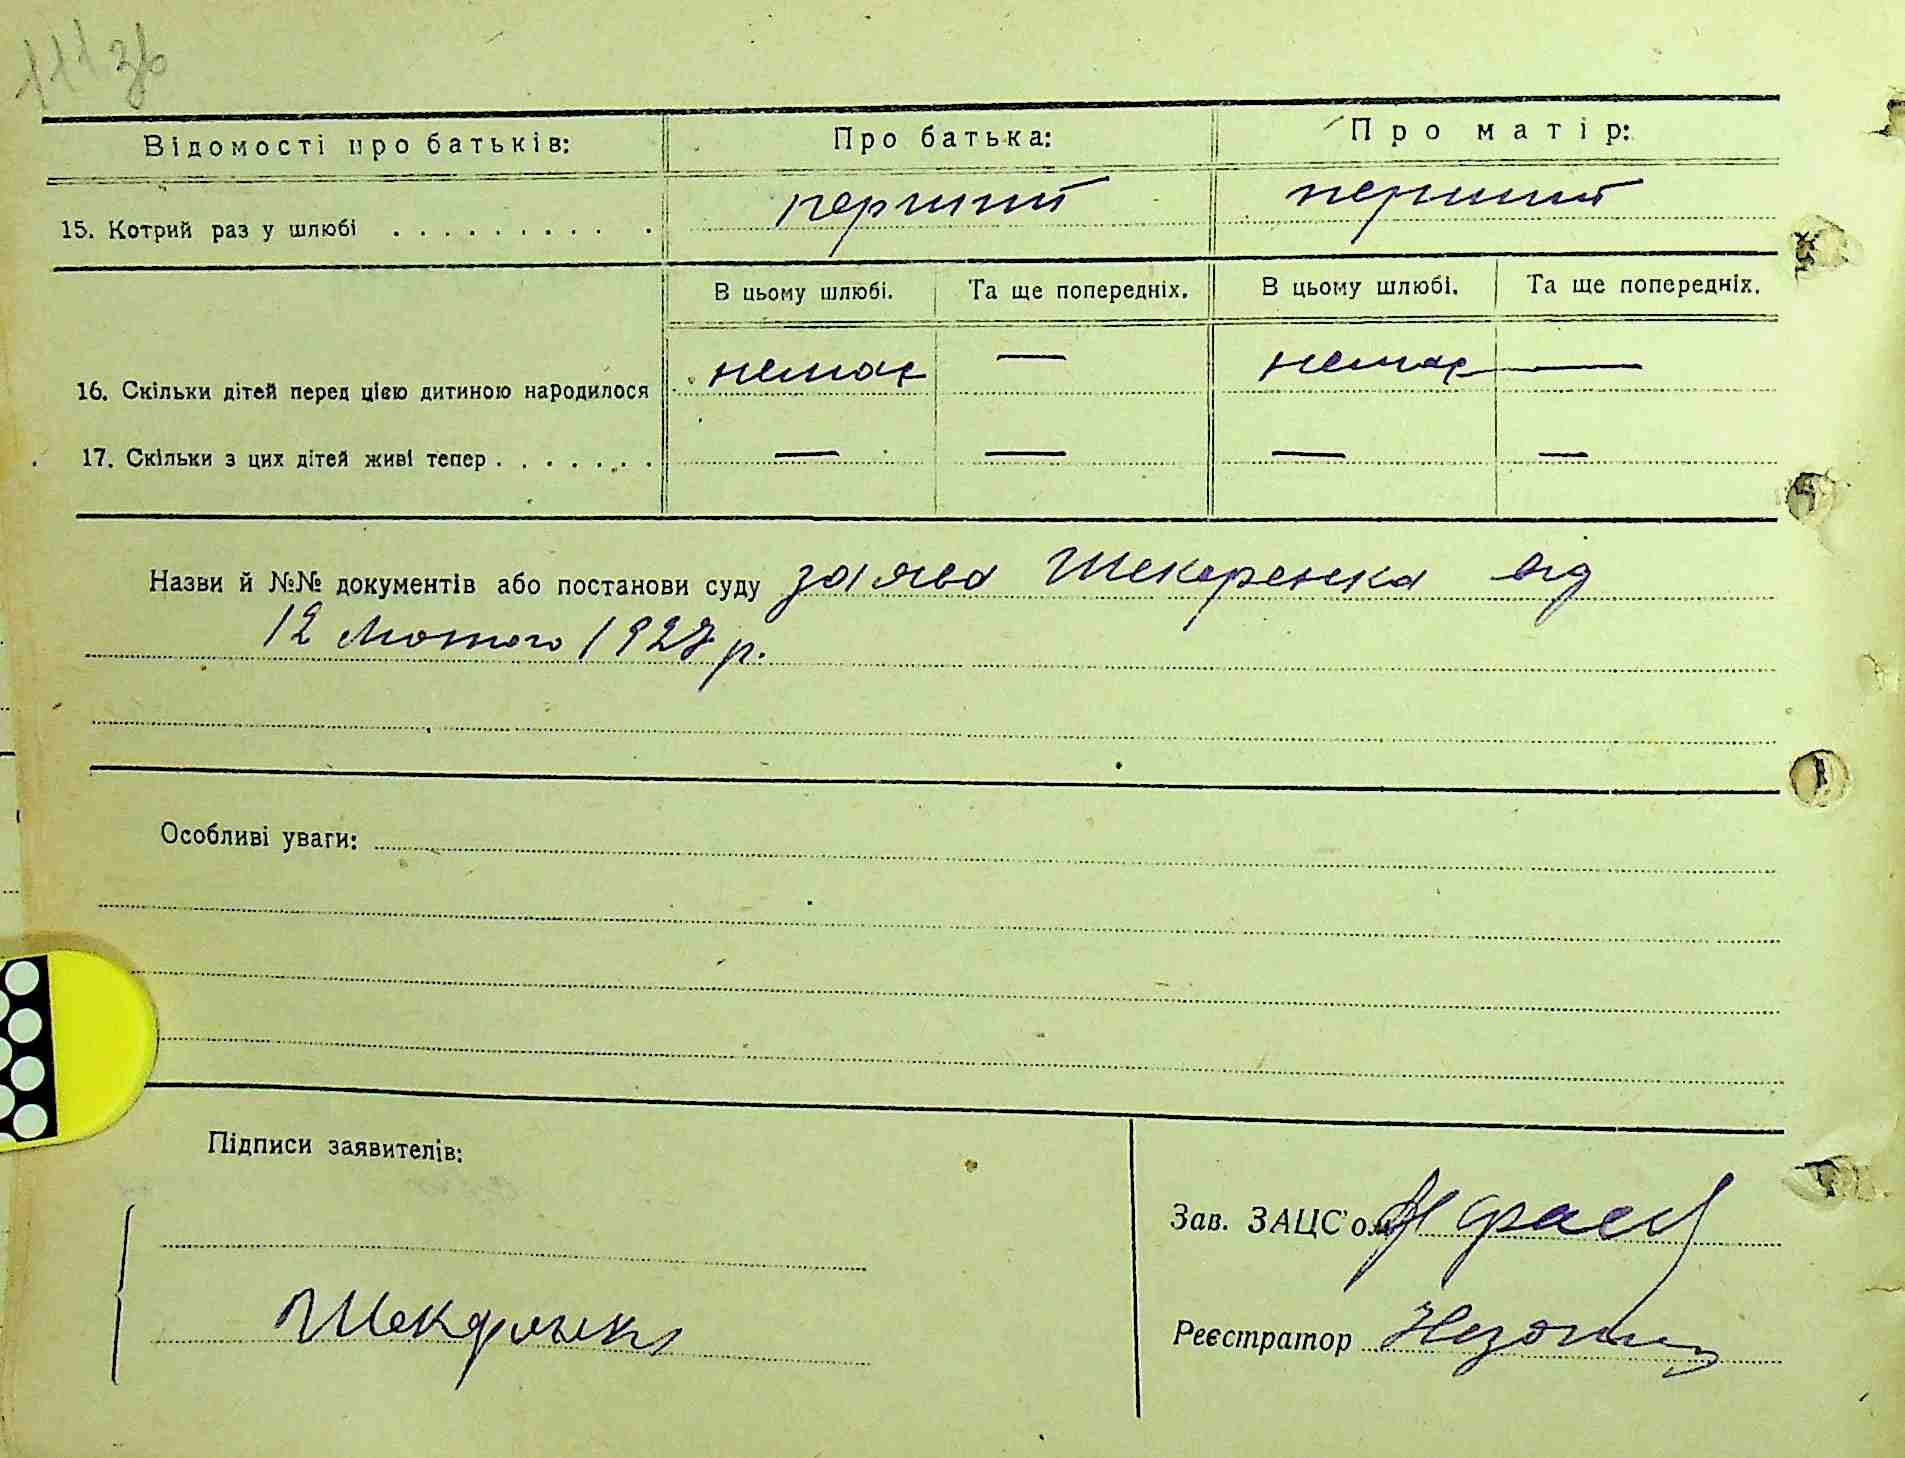 111зв
Відомості про батьків: Про батька: Про матір:
15. Котрий раз у шлюбі . . . . . . . . . . перший перший
В цьому шлюбі. Та ще попередніх. В цьому шлюбі. Та ще попередніх.
16. Скільки дітей перед цією дитиною народилося немає — немає —
17. Скільки з цих дітей живі тепер . . . . . . . — — — —
Назви й №№ документів або постанови суду заява Шекеренка від
12 Лютого 1927 р.
Особливі уваги:
Підписи заявителів:
Зав. ЗАЦС'ом
Реєстратор